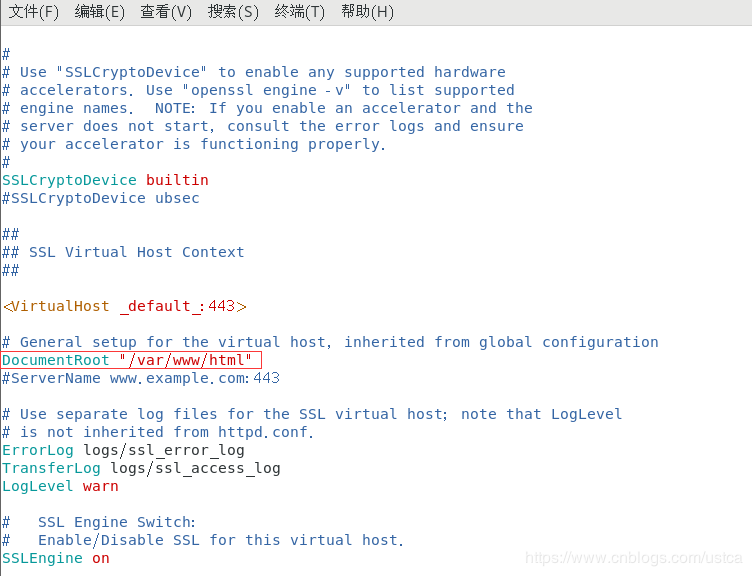 文件(F) 编辑(E) 查看(V) 搜索(S) 终端(T) 帮助(H)
#
# Use "SSLCryptoDevice" to enable any supported hardware
# accelerators. Use "openssl engine -v" to list supported
# engine names.  NOTE: If you enable an accelerator and the
# server does not start, consult the error logs and ensure
# your accelerator is functioning properly.
#
SSLCryptoDevice builtin
#SSLCryptoDevice ubsec
##
## SSL Virtual Host Context
##
<VirtualHost _default_:443>
# General setup for the virtual host, inherited from global configuration
DocumentRoot "/var/www/html"
#ServerName www.example.com:443
# Use separate log files for the SSL virtual host; note that LogLevel
# is not inherited from httpd.conf.
ErrorLog logs/ssl_error_log
TransferLog logs/ssl_access_log
LogLevel warn
#   SSL Engine Switch:
#   Enable/Disable SSL for this virtual host.
SSLEngine on
https://www.cnblogs.com/ustca